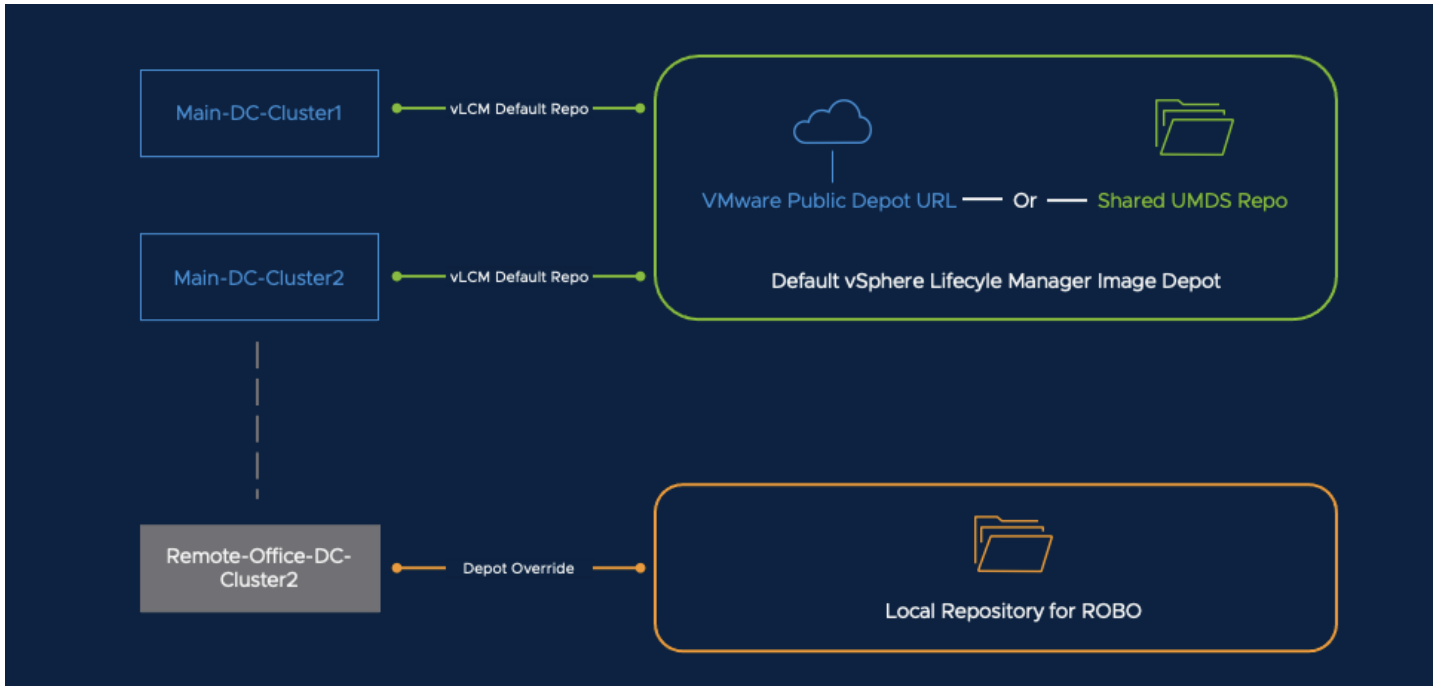 Main-DC-Cluster1
vLCM Default Repo
VMware Public Depot URL
Or
Shared UMDS Repo
Main-DC-Cluster2
vLCM Default Repo
Default vSphere Lifecyle Manager Image Depot
Remote-Office-DC-
Cluster2
Depot Override
Local Repository for ROBO